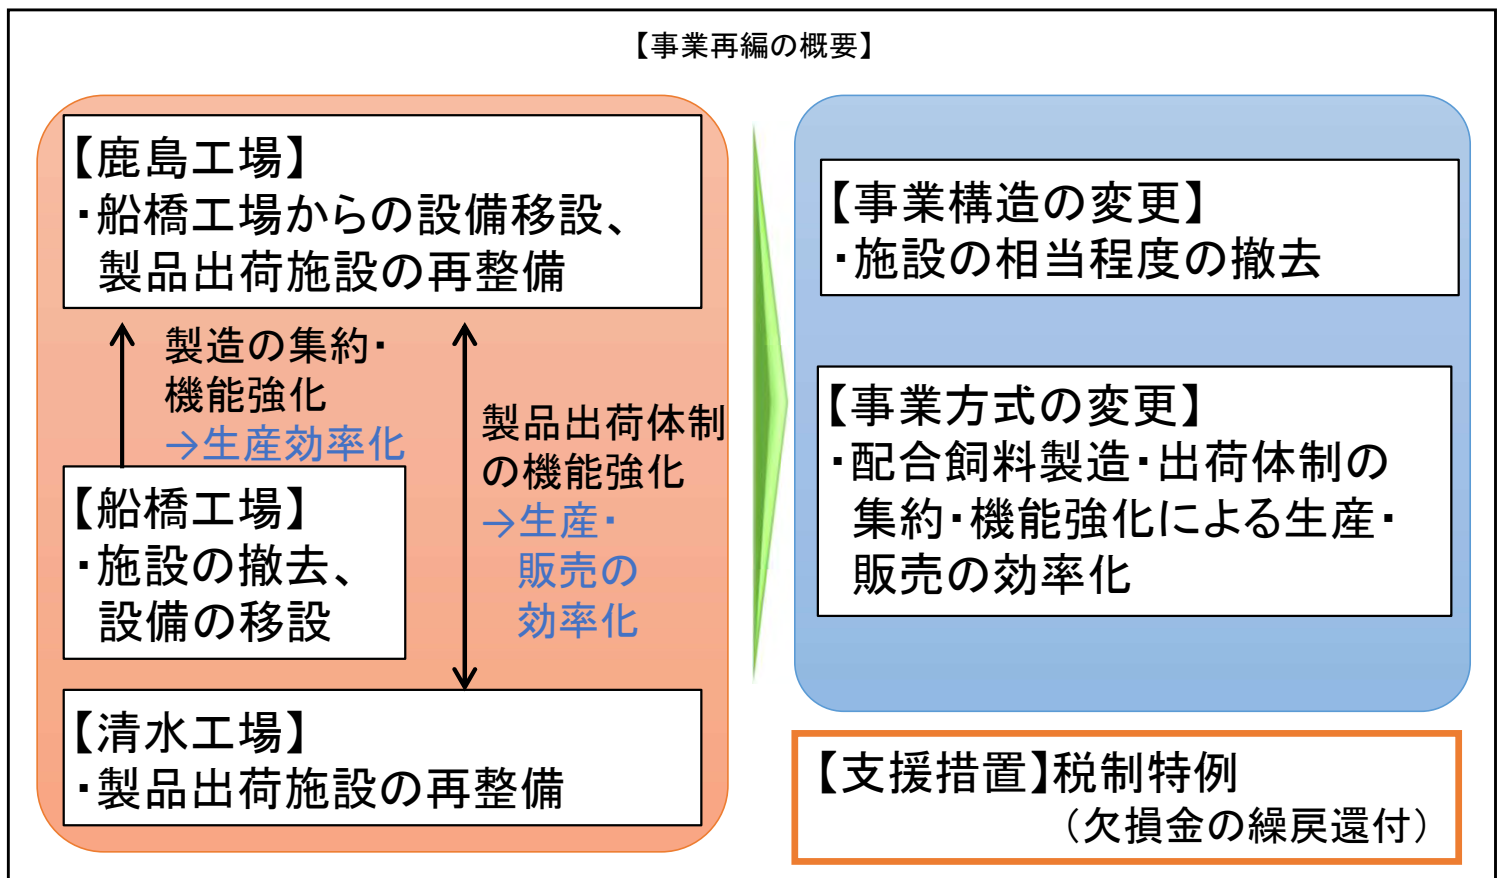 【事業再編の概要】
【鹿島工場】
・船橋工場からの設備移設、
製品出荷施設の再整備
製造の集約・
機能強化
→生産効率化
製品出荷体制
の機能強化
→生産・
販売の
効率化
【船橋工場】
・施設の撤去、
設備の移設
【清水工場】
・製品出荷施設の再整備
【事業構造の変更】
・施設の相当程度の撤去
【事業方式の変更】
・配合飼料製造・出荷体制の
集約・機能強化による生産・
販売の効率化
【支援措置】税制特例
（欠損金の繰戻還付）